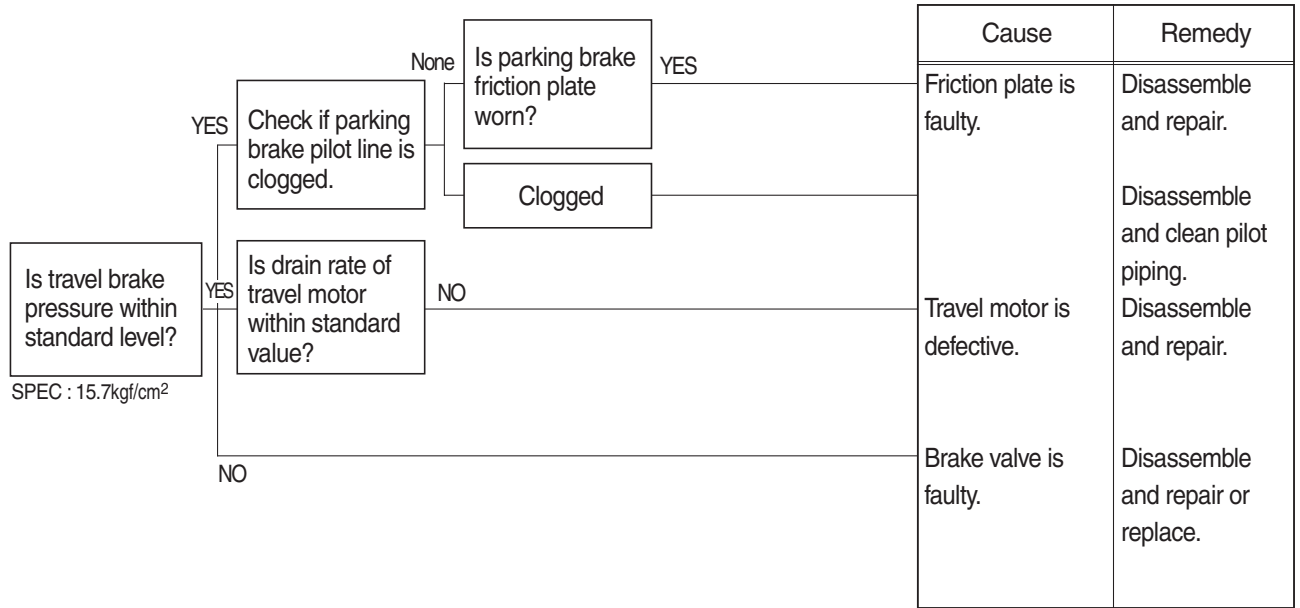 Cause
Remedy
None
Is parking brake
friction plate
worn?
YES
Friction plate is
faulty.
Disassemble
and repair.
YES
Check if parking
brake pilot line is
clogged.
Clogged
Disassemble
and clean pilot
piping.
Is travel brake
pressure within
standard level?
SPEC : 15.7kgf/cm²
YES
Is drain rate of
travel motor
within standard
value?
NO
Travel motor is
defective.
Disassemble
and repair.
NO
Brake valve is
faulty.
Disassemble
and repair or
replace.